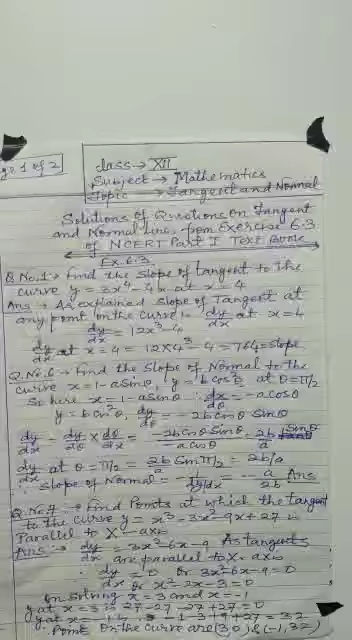 ge 1 of 2
Class → XII
Subject → Mathematics
Topic → Tangent and Normal
Solutions of Questions on Tangent
and Normal Line, from Exercise 6.3
of NCERT Part I Text Book
Ex. 6.3
Q. No. 1 → Find the slope of tangent to the
curve y = 3x⁴ - 4x at x = 4
Ans → As explained slope of Tangent at
any point on the curve = dy/dx at x = 4
dy/dx = 12x³ - 4
dy/dx at x = 4 = 12×4³ - 4 = 764 = slope
Q. No. 6 → Find the slope of Normal to the
curve x = 1 - a sinθ, y = b cos²θ at θ = π/2
So here x = 1 - a sinθ ∴ dx/dθ = - a cosθ
y = b cos²θ, dy/dθ = - 2b cosθ sinθ
dy/dx = dy/dθ × dθ/dx = - 2b cosθ sinθ / - a cosθ = 2b/a sinθ
dy/dx at θ = π/2 = 2b/a sin π/2 = 2b/a
∴ Slope of Normal = - 1/dy/dx = - a/2b Ans
Q. No. 7 → Find Points at which the tangent
to the curve y = x³ - 3x² - 9x + 27 is
Parallel to X-axis
Ans → dy/dx = 3x² - 6x - 9 As tangents
are parallel to X-axis
∴ dy/dx = 0 Or 3x² - 6x - 9 = 0
Or x² - 2x - 3 = 0
On solving x = 3 and x = -1
y at x = 3 is 27 - 27 - 27 + 27 = 0
y at x = -1 is -1 - 3 + 9 + 27 = 32
∴ Point on the curve are (3, 0) & (-1, 32)